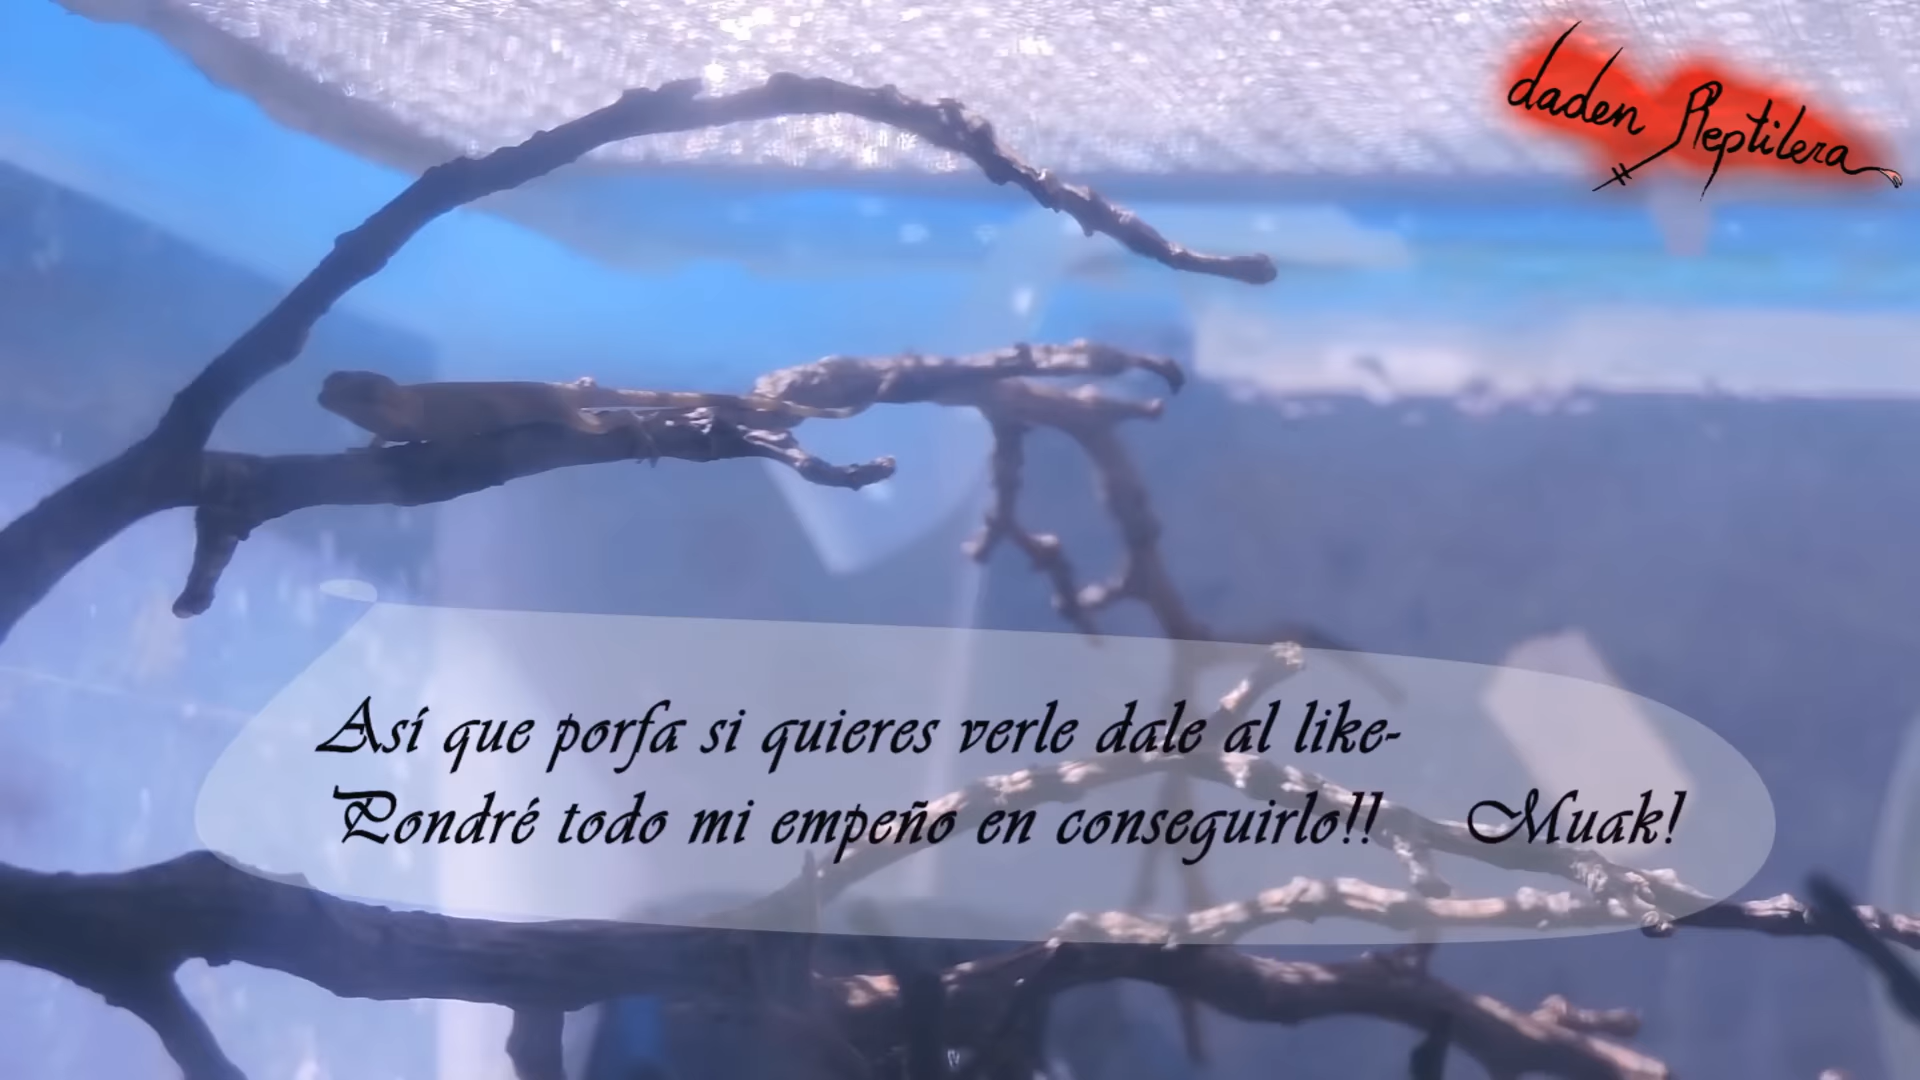 daden Reptilera
Así que porfa si quieres verle dale al like-
Pondré todo mi empeño en conseguirlo!! Muak!